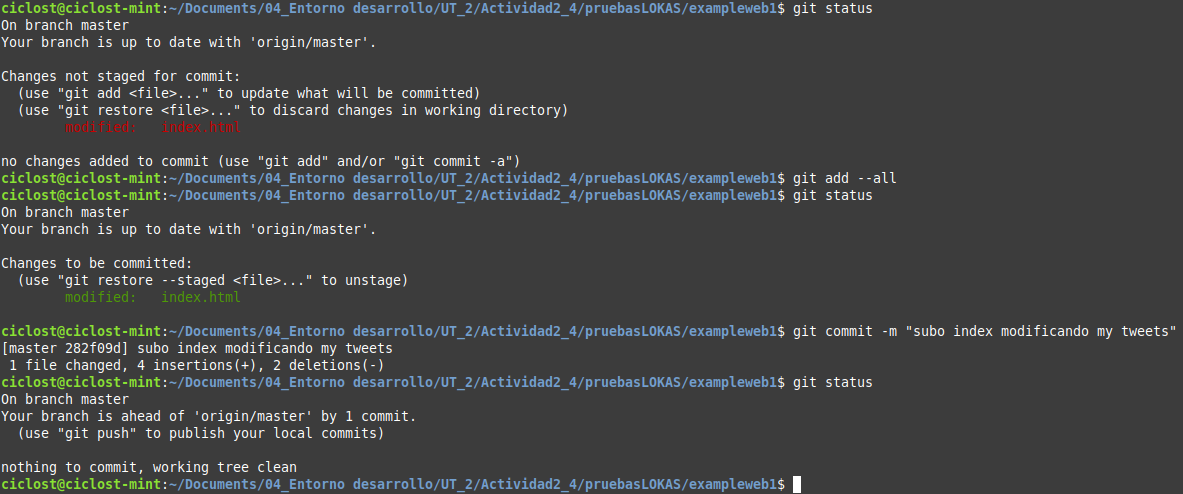 ciclost@ciclost-mint:~/Documents/04_Entorno desarrollo/UT_2/Actividad2_4/pruebasLOKAS/exampleweb1$ git status
On branch master
Your branch is up to date with 'origin/master'.
Changes not staged for commit:
  (use "git add <file>..." to update what will be committed)
  (use "git restore <file>..." to discard changes in working directory)
        modified:   index.html
no changes added to commit (use "git add" and/or "git commit -a")
ciclost@ciclost-mint:~/Documents/04_Entorno desarrollo/UT_2/Actividad2_4/pruebasLOKAS/exampleweb1$ git add --all
ciclost@ciclost-mint:~/Documents/04_Entorno desarrollo/UT_2/Actividad2_4/pruebasLOKAS/exampleweb1$ git status
On branch master
Your branch is up to date with 'origin/master'.
Changes to be committed:
  (use "git restore --staged <file>..." to unstage)
        modified:   index.html
ciclost@ciclost-mint:~/Documents/04_Entorno desarrollo/UT_2/Actividad2_4/pruebasLOKAS/exampleweb1$ git commit -m "subo index modificando my tweets"
[master 282f09d] subo index modificando my tweets
 1 file changed, 4 insertions(+), 2 deletions(-)
ciclost@ciclost-mint:~/Documents/04_Entorno desarrollo/UT_2/Actividad2_4/pruebasLOKAS/exampleweb1$ git status
On branch master
Your branch is ahead of 'origin/master' by 1 commit.
  (use "git push" to publish your local commits)
nothing to commit, working tree clean
ciclost@ciclost-mint:~/Documents/04_Entorno desarrollo/UT_2/Actividad2_4/pruebasLOKAS/exampleweb1$